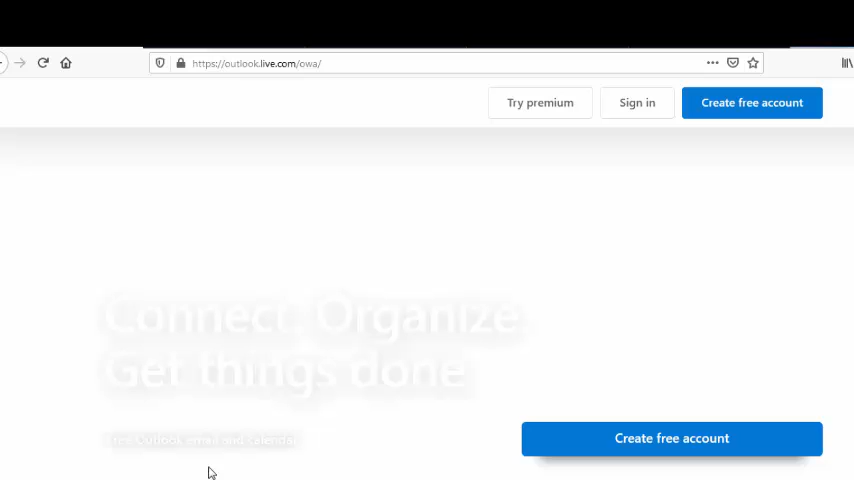 https://outlook.live.com/owa/
Try premium
Sign in
Create free account
Connect. Organize.
Get things done
Free Outlook email and calendar.
Create free account